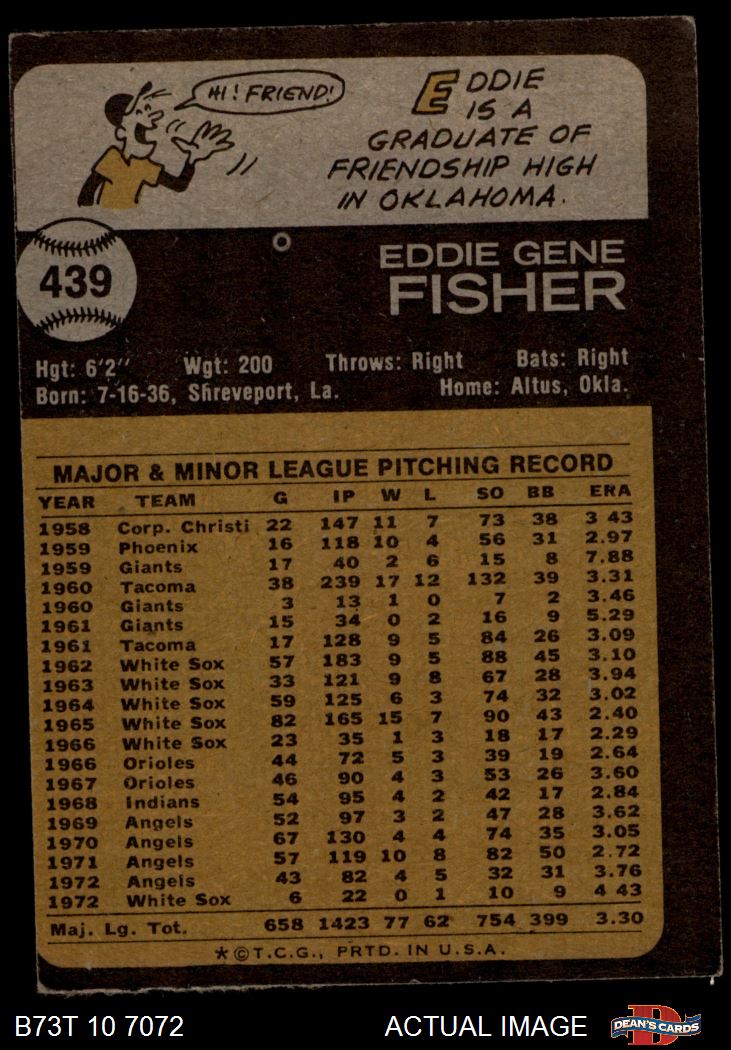 HI! FRIEND!
EDDIE
IS A
GRADUATE OF
FRIENDSHIP HIGH
IN OKLAHOMA.
439
EDDIE GENE
FISHER
Hgt: 6'2" Wgt: 200 Throws: Right Bats: Right
Born: 7-16-36, Shreveport, La. Home: Altus, Okla.
MAJOR & MINOR LEAGUE PITCHING RECORD
YEAR TEAM G IP W L SO BB ERA
1958 Corp. Christi 22 147 11 7 73 38 3 43
1959 Phoenix 16 118 10 4 56 31 2.97
1959 Giants 17 40 2 6 15 8 7.88
1960 Tacoma 38 239 17 12 132 39 3.31
1960 Giants 3 13 1 0 7 2 3.46
1961 Giants 15 34 0 2 16 9 5.29
1961 Tacoma 17 128 9 5 84 26 3.09
1962 White Sox 57 183 9 5 88 45 3.10
1963 White Sox 33 121 9 8 67 28 3.94
1964 White Sox 59 125 6 3 74 32 3.02
1965 White Sox 82 165 15 7 90 43 2.40
1966 White Sox 23 35 1 3 18 17 2.29
1966 Orioles 44 72 5 3 39 19 2.64
1967 Orioles 46 90 4 3 53 26 3.60
1968 Indians 54 95 4 2 42 17 2.84
1969 Angels 52 97 3 2 47 28 3.62
1970 Angels 67 130 4 4 74 35 3.05
1971 Angels 57 119 10 8 82 50 2.72
1972 Angels 43 82 4 5 32 31 3.76
1972 White Sox 6 22 0 1 10 9 4 43
Maj. Lg. Tot. 658 1423 77 62 754 399 3.30
*©T.C.G., PRTD. IN U.S.A.
B73T 10 7072 ACTUAL IMAGE
D
DEAN'S CARDS